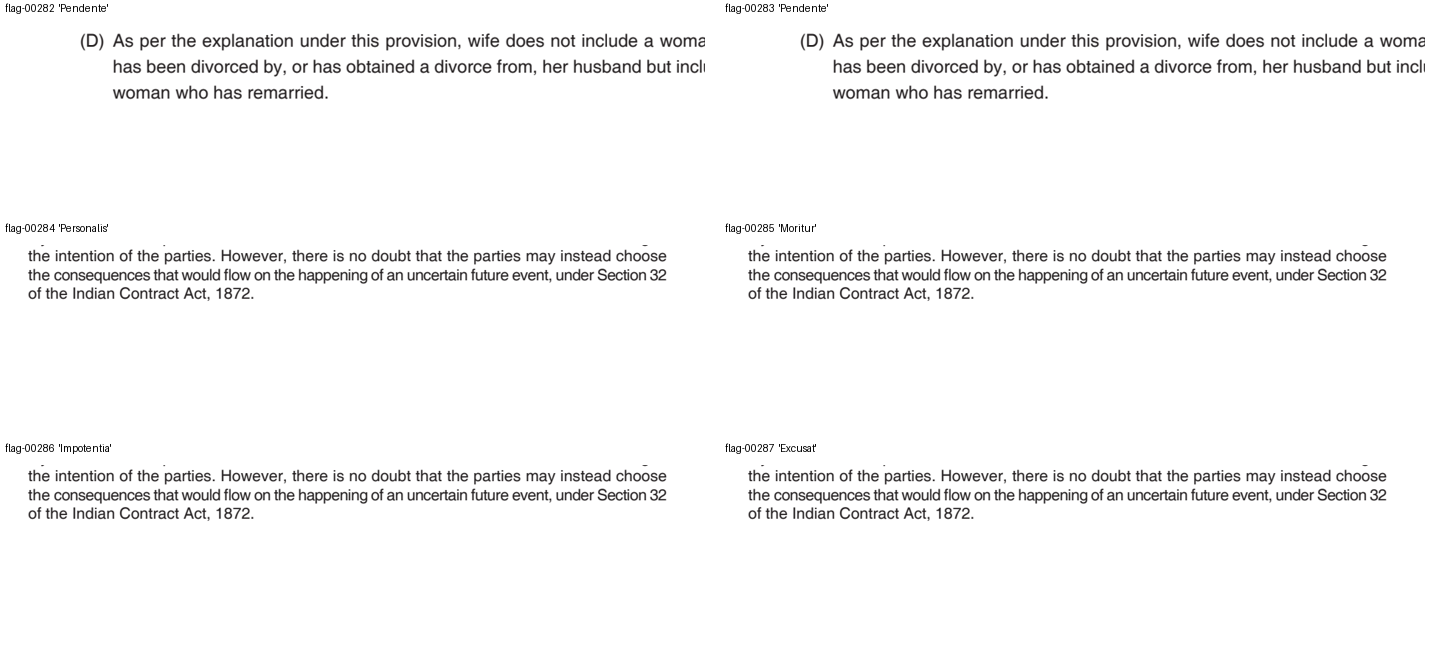 flag-00282 'Pendente'
(D) As per the explanation under this provision, wife does not include a woma
has been divorced by, or has obtained a divorce from, her husband but incl
woman who has remarried.
flag-00283 'Pendente'
(D) As per the explanation under this provision, wife does not include a woma
has been divorced by, or has obtained a divorce from, her husband but incl
woman who has remarried.
flag-00284 'Personalis'
the intention of the parties. However, there is no doubt that the parties may instead choose
the consequences that would flow on the happening of an uncertain future event, under Section 32
of the Indian Contract Act, 1872.
flag-00285 'Moritur'
the intention of the parties. However, there is no doubt that the parties may instead choose
the consequences that would flow on the happening of an uncertain future event, under Section 32
of the Indian Contract Act, 1872.
flag-00286 'Impotentia'
the intention of the parties. However, there is no doubt that the parties may instead choose
the consequences that would flow on the happening of an uncertain future event, under Section 32
of the Indian Contract Act, 1872.
flag-00287 'Excusat'
the intention of the parties. However, there is no doubt that the parties may instead choose
the consequences that would flow on the happening of an uncertain future event, under Section 32
of the Indian Contract Act, 1872.